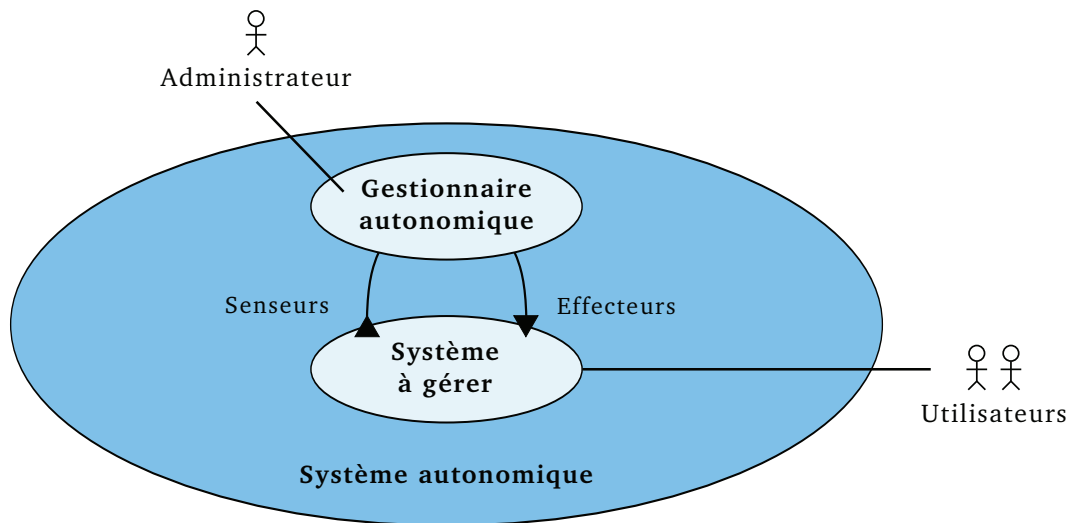 Administrateur
Gestionnaire
autonomique
Senseurs
Effecteurs
Système
à gérer
Utilisateurs
Système autonomique